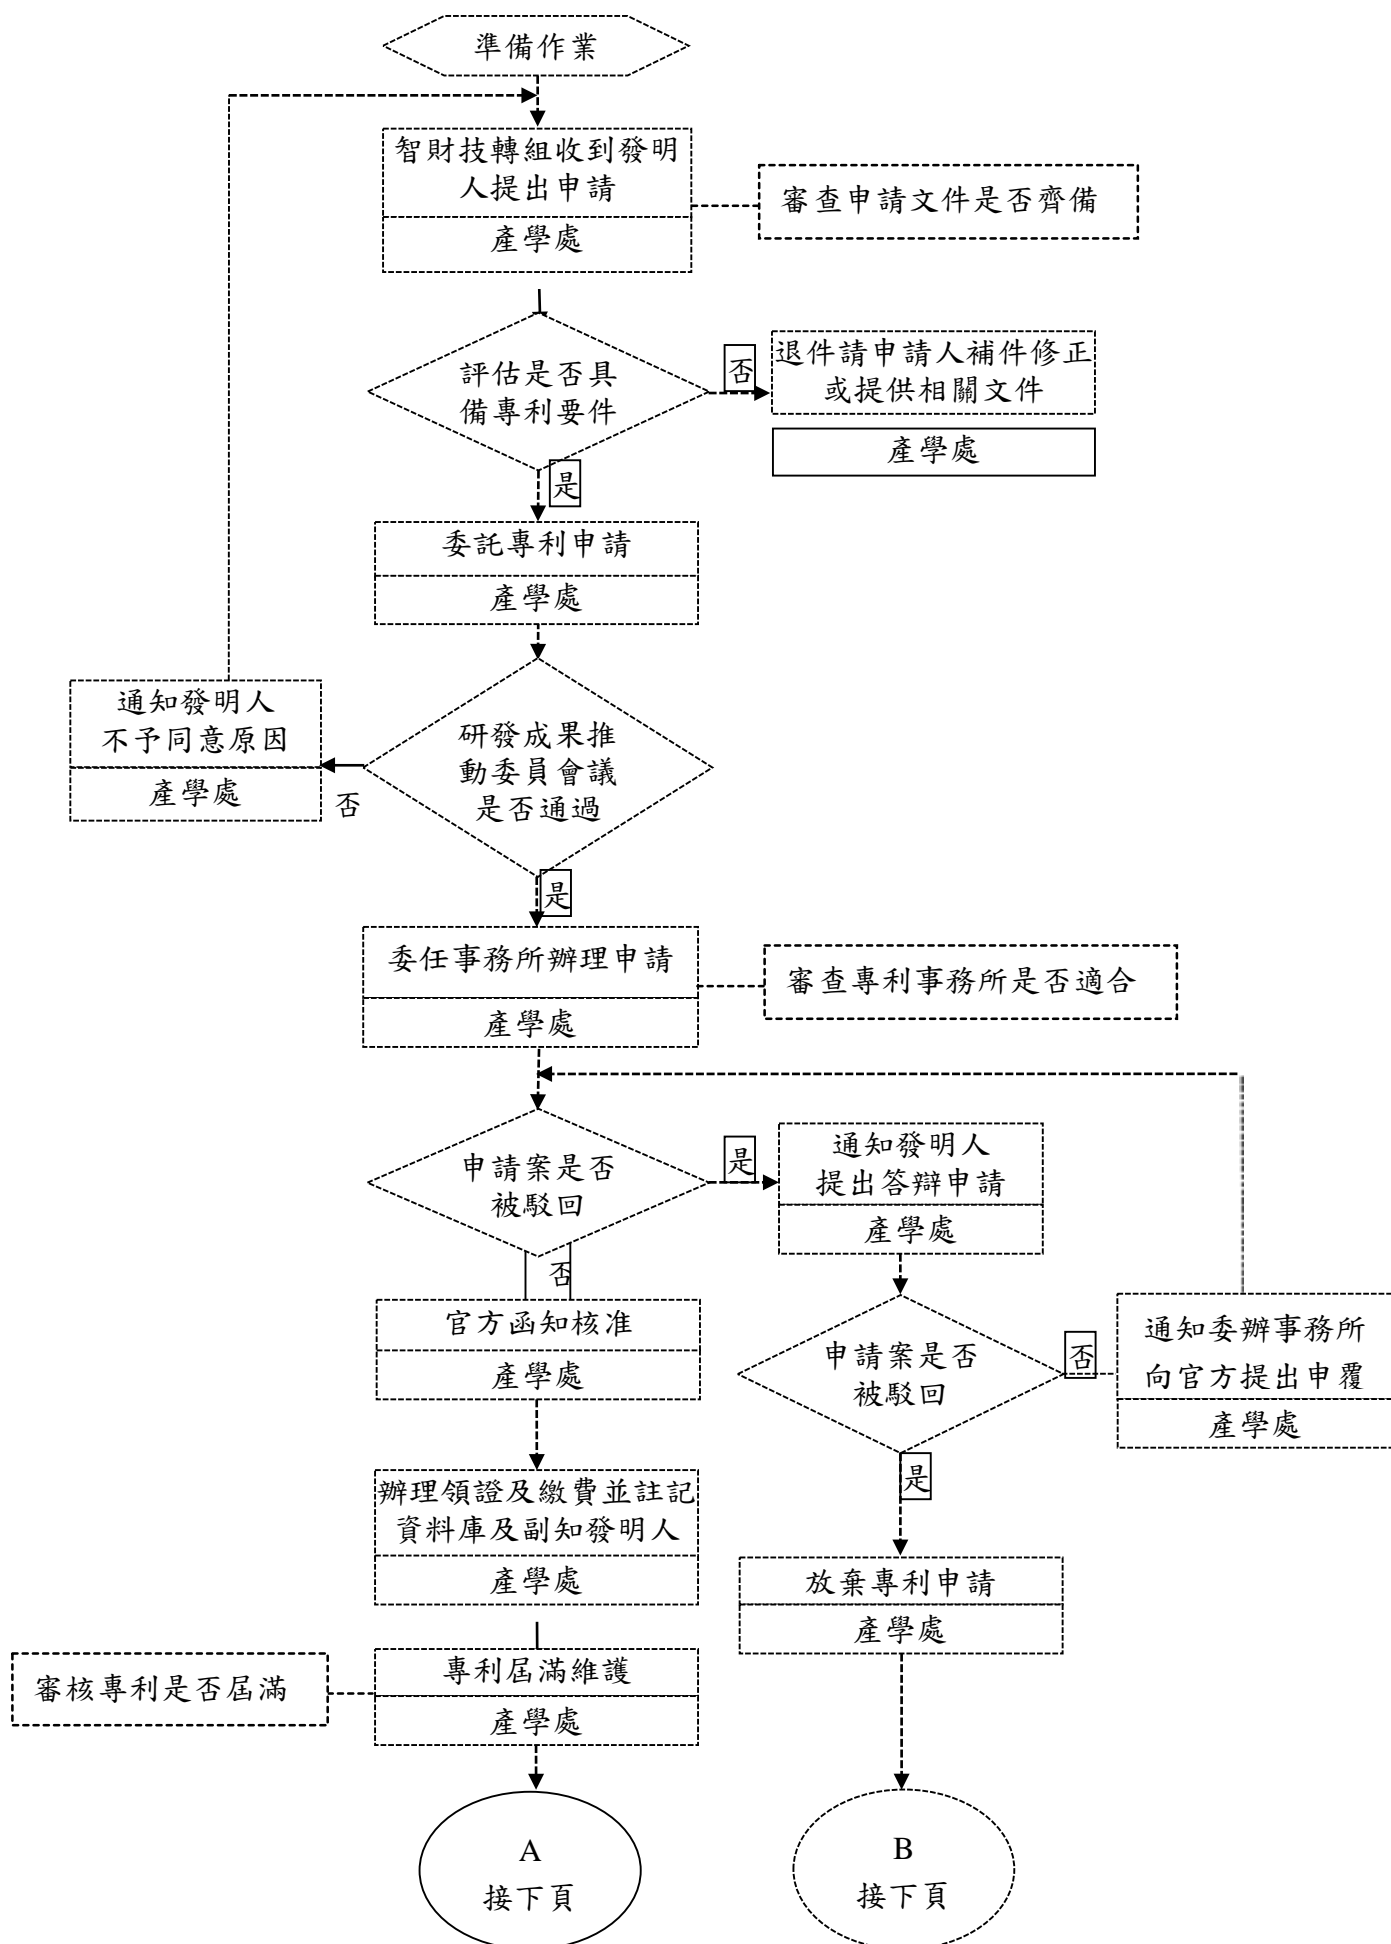 準備作業
智財技轉組收到發明
人提出申請
產學處
審查申請文件是否齊備
評估是否具
備專利要件
否
退件請申請人補件修正
或提供相關文件
產學處
是
委託專利申請
產學處
通知發明人
不予同意原因
產學處
否
研發成果推
動委員會議
是否通過
是
委任事務所辦理申請
產學處
審查專利事務所是否適合
申請案是否
被駁回
是
通知發明人
提出答辯申請
產學處
否
官方函知核准
產學處
申請案是否
被駁回
否
通知委辦事務所
向官方提出申覆
產學處
是
辦理領證及繳費並註記
資料庫及副知發明人
產學處
放棄專利申請
產學處
審核專利是否屆滿
專利屆滿維護
產學處
A
接下頁
B
接下頁